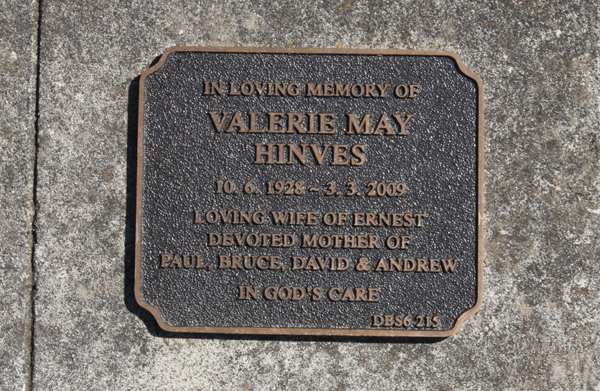 IN LOVING MEMORY OF
VALERIE MAY
HINVES
10. 6. 1928 ~ 3. 3. 2009
LOVING WIFE OF ERNEST
DEVOTED MOTHER OF
PAUL, BRUCE, DAVID & ANDREW
IN GOD'S CARE
DBS6.215